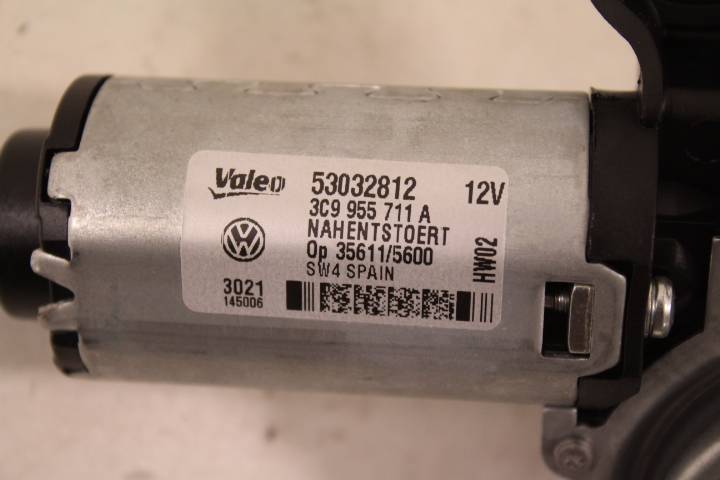 Valeo 53032812 12V
3C9 955 711 A
NAHENTSTOERT
Op 35611/5600
SW4 SPAIN
HW02
3021
145006